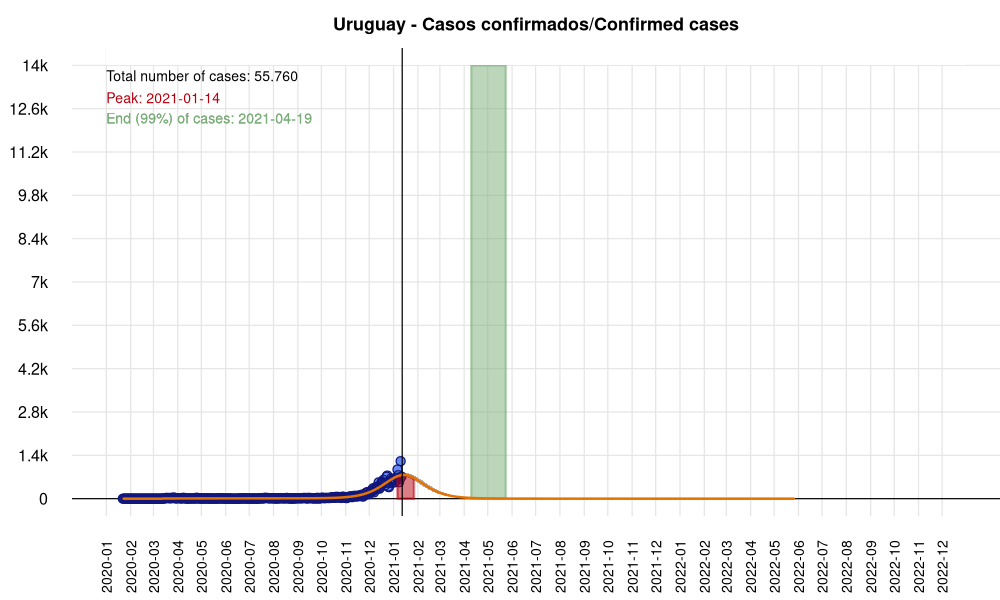 Uruguay - Casos confirmados/Confirmed cases
14k
12.6k
11.2k
9.8k
8.4k
7k
5.6k
4.2k
2.8k
1.4k
0
Total number of cases: 55.760
Peak: 2021-01-14
End (99%) of cases: 2021-04-19
2020-01
2020-02
2020-03
2020-04
2020-05
2020-06
2020-07
2020-08
2020-09
2020-10
2020-11
2020-12
2021-01
2021-02
2021-03
2021-04
2021-05
2021-06
2021-07
2021-08
2021-09
2021-10
2021-11
2021-12
2022-01
2022-02
2022-03
2022-04
2022-05
2022-06
2022-07
2022-08
2022-09
2022-10
2022-11
2022-12